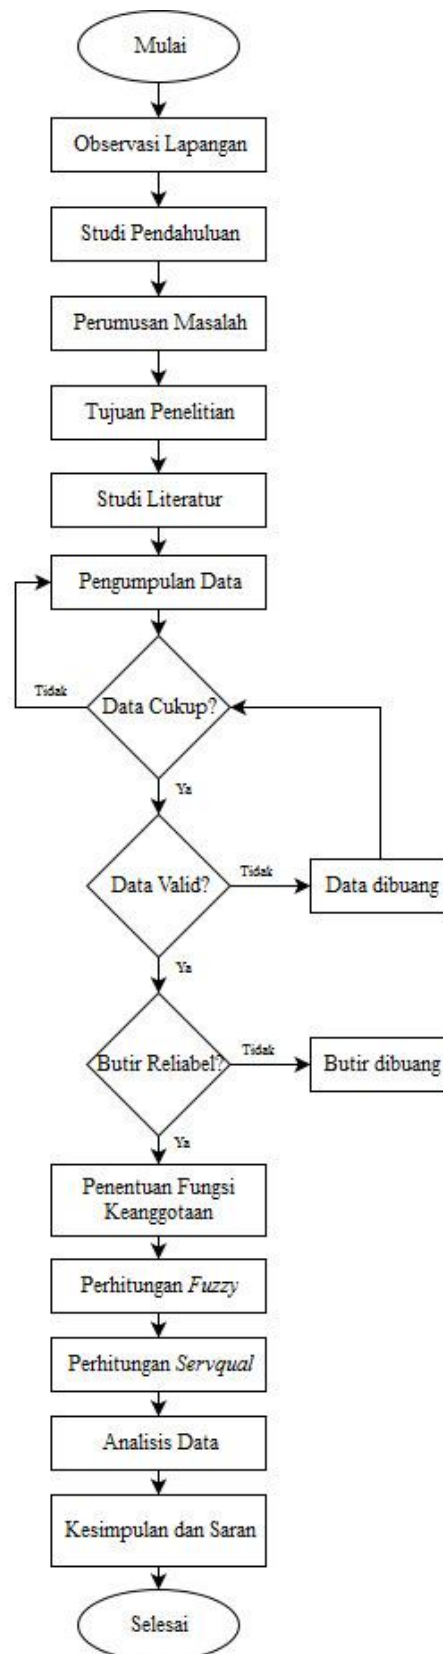 Mulai
Observasi Lapangan
Studi Pendahuluan
Perumusan Masalah
Tujuan Penelitian
Studi Literatur
Pengumpulan Data
Tidak
Data Cukup?
Ya
Data Valid?
Tidak
Data dibuang
Ya
Butir Reliabel?
Tidak
Butir dibuang
Ya
Penentuan Fungsi
Keanggotaan
Perhitungan Fuzzy
Perhitungan Servqual
Analisis Data
Kesimpulan dan Saran
Selesai